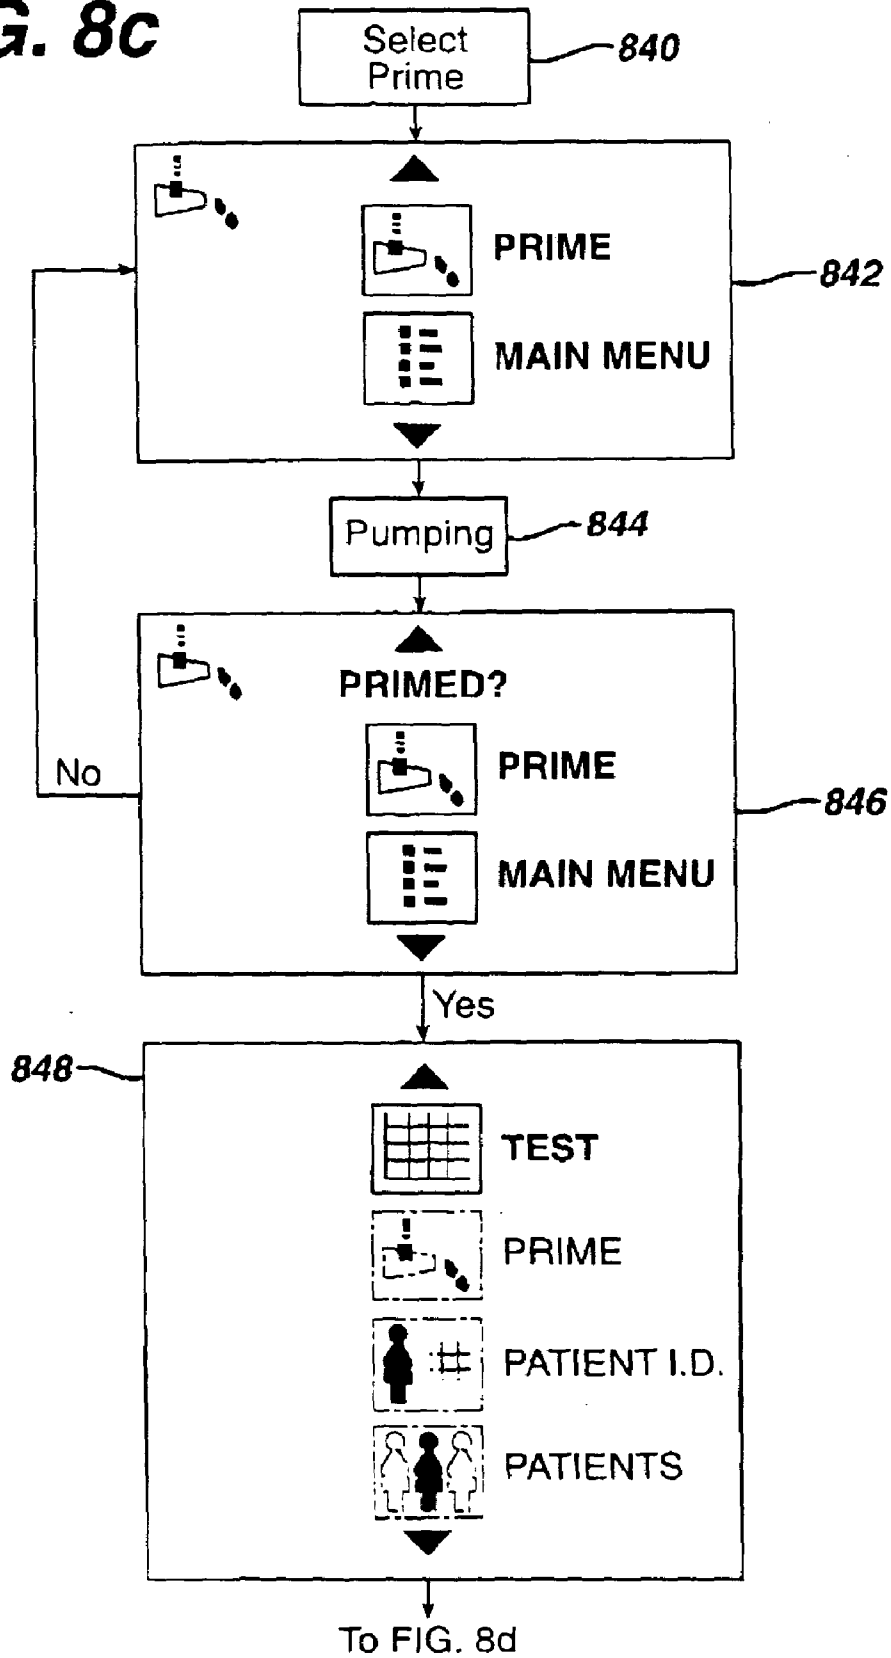 G. 8c
Select
Prime
840
PRIME
842
MAIN MENU
Pumping
844
PRIMED?
PRIME
No
846
MAIN MENU
Yes
848
TEST
PRIME
PATIENT I.D.
PATIENTS
To FIG. 8d